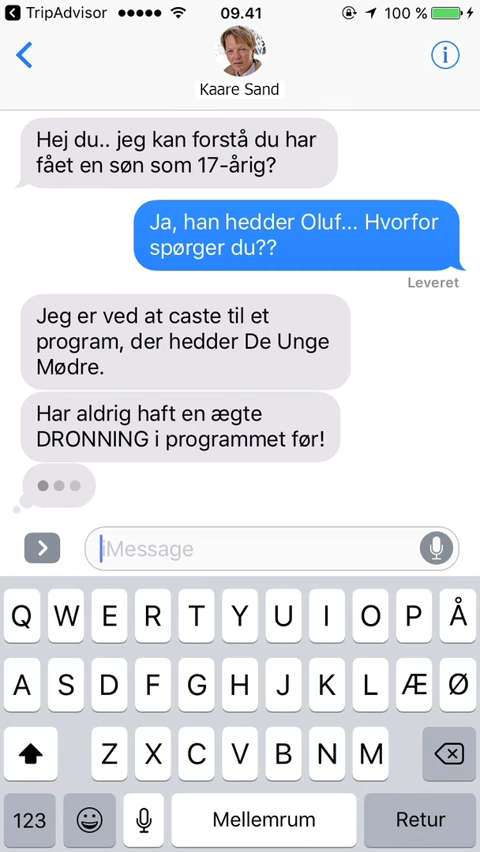 TripAdvisor 09.41 100 %
Kaare Sand
Hej du.. jeg kan forstå du har
fået en søn som 17-årig?
Ja, han hedder Oluf... Hvorfor
spørger du??
Leveret
Jeg er ved at caste til et
program, der hedder De Unge
Mødre.
Har aldrig haft en ægte
DRONNING i programmet før!
iMessage
Q W E R T Y U I O P Å
A S D F G H J K L Æ Ø
Z X C V B N M
123 Mellemrum Retur